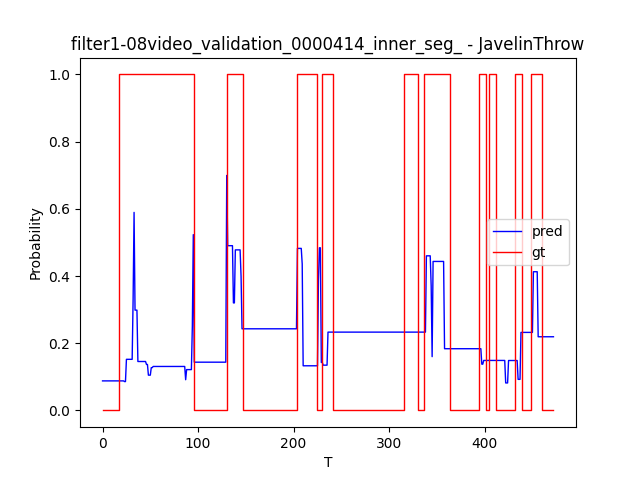 filter1-08video_validation_0000414_inner_seg_ - JavelinThrow
1.0
0.8
0.6
0.4
0.2
0.0
Probability
pred
gt
0 100 200 300 400
T